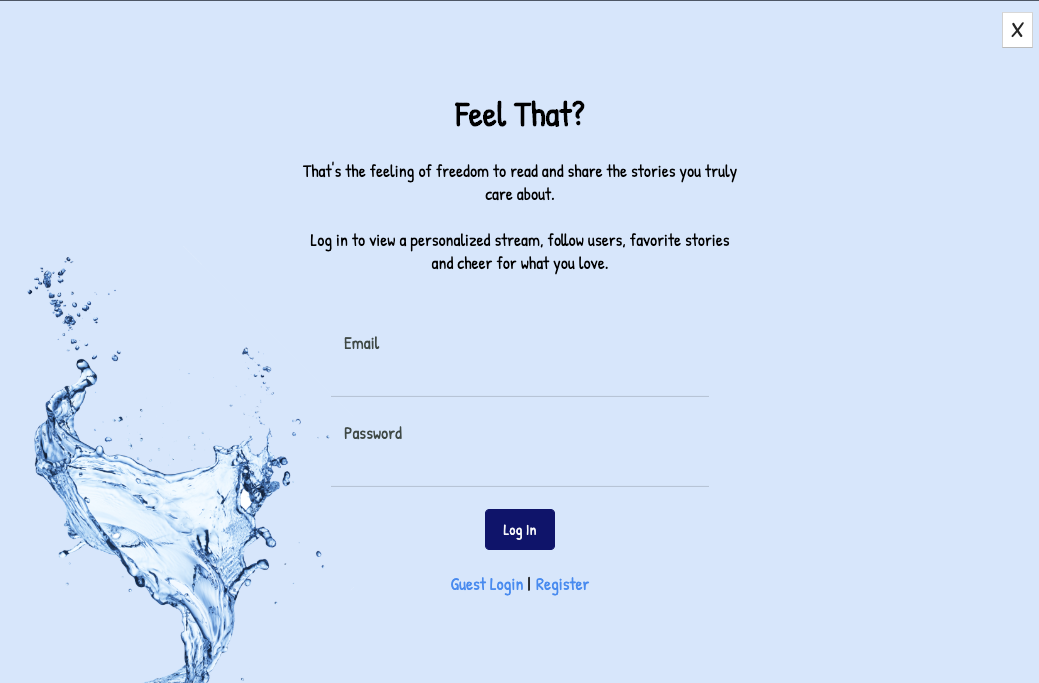 X
Feel That?
That's the feeling of freedom to read and share the stories you truly
care about.
Log in to view a personalized stream, follow users, favorite stories
and cheer for what you love.
Email
Password
Log In
Guest Login | Register